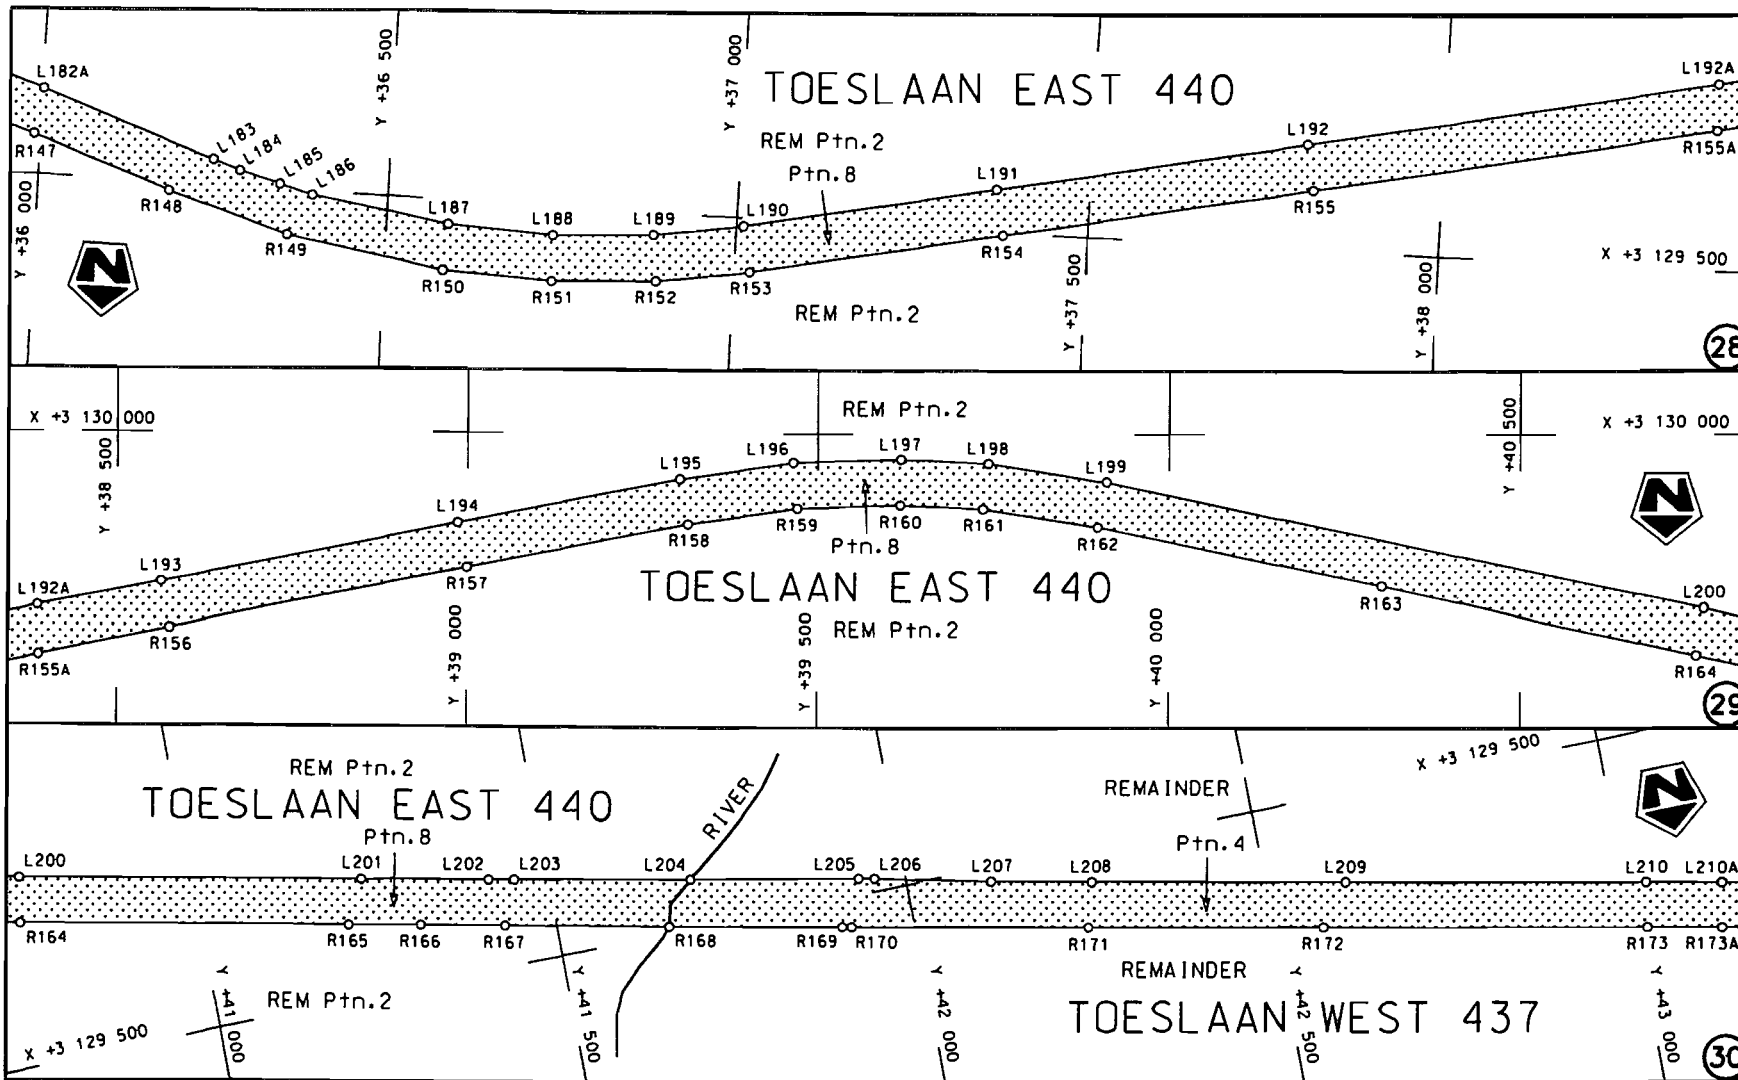 L182A
L183
L184
L185
L186
R147
R148
R149
Y +36 000
Y +36 500
Y +37 000
TOESLAAN EAST 440
REM Ptn.2
Ptn.8
L187
L188
L189
L190
L191
L192
L192A
R150
R151
R152
R153
R154
R155
R155A
REM Ptn.2
Y +37 500
Y +38 000
X +3 129 500
N
28
X +3 130 000
Y +38 500
REM Ptn.2
Y +40 500
X +3 130 000
L192A
L193
L194
L195
L196
L197
L198
L199
L200
R155A
R156
R157
R158
R159
R160
R161
R162
R163
R164
Ptn.8
TOESLAAN EAST 440
REM Ptn.2
Y +39 000
Y +39 500
Y +40 000
N
29
REM Ptn.2
TOESLAAN EAST 440
Ptn.8
RIVER
REMAINDER
Ptn.4
X +3 129 500
N
L200
L201
L202
L203
L204
L205
L206
L207
L208
L209
L210
L210A
R164
R165
R166
R167
R168
R169
R170
R171
R172
R173
R173A
REM Ptn.2
REMAINDER
TOESLAAN WEST 437
X +3 129 500
Y +41 000
Y +41 500
Y +42 000
Y +42 500
Y +43 000
30